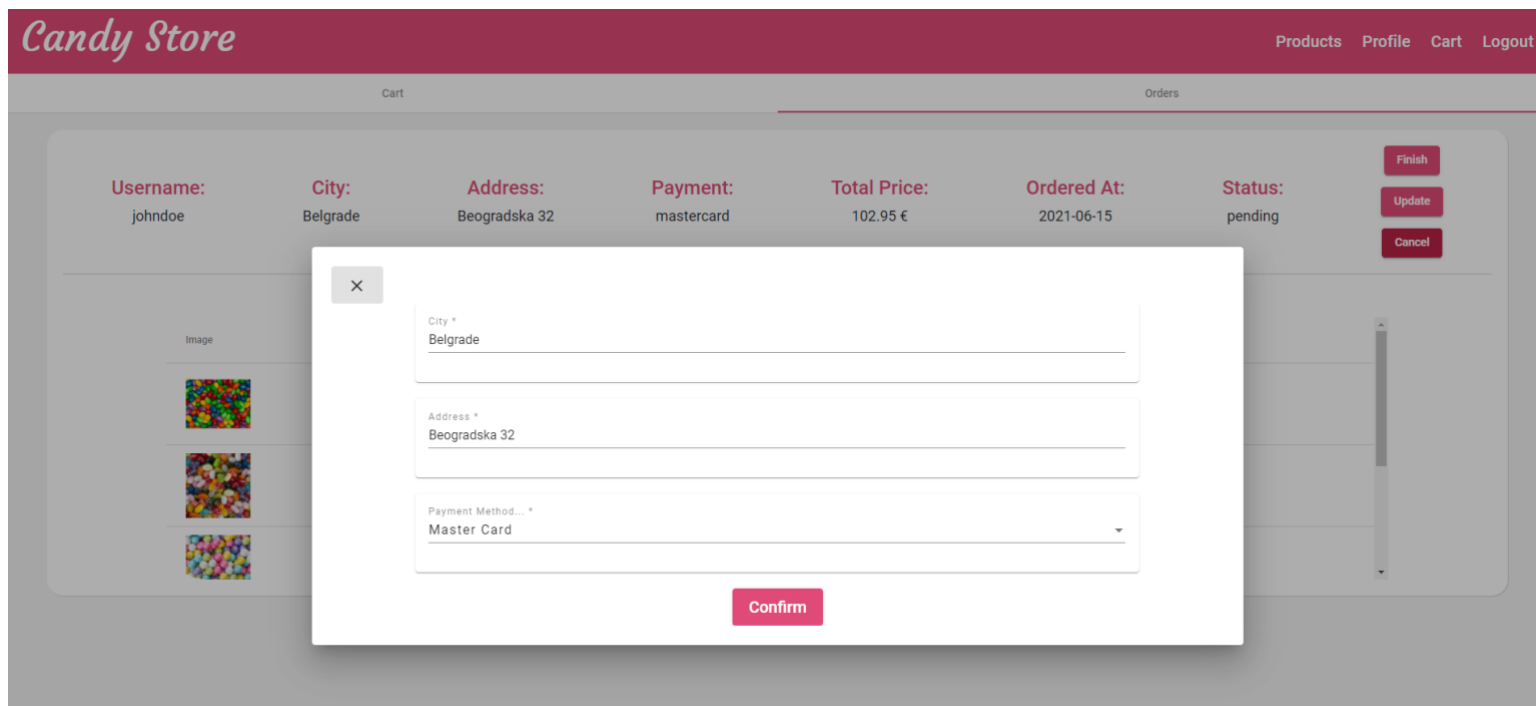 Candy Store
Products Profile Cart Logout
Cart Orders
Finish
Username: City: Address: Payment: Total Price: Ordered At: Status:
Update
johndoe Belgrade Beogradska 32 mastercard 102.95 € 2021-06-15 pending
Cancel
City *
Belgrade
Image
Address *
Beogradska 32
Payment Method... *
Master Card
Confirm